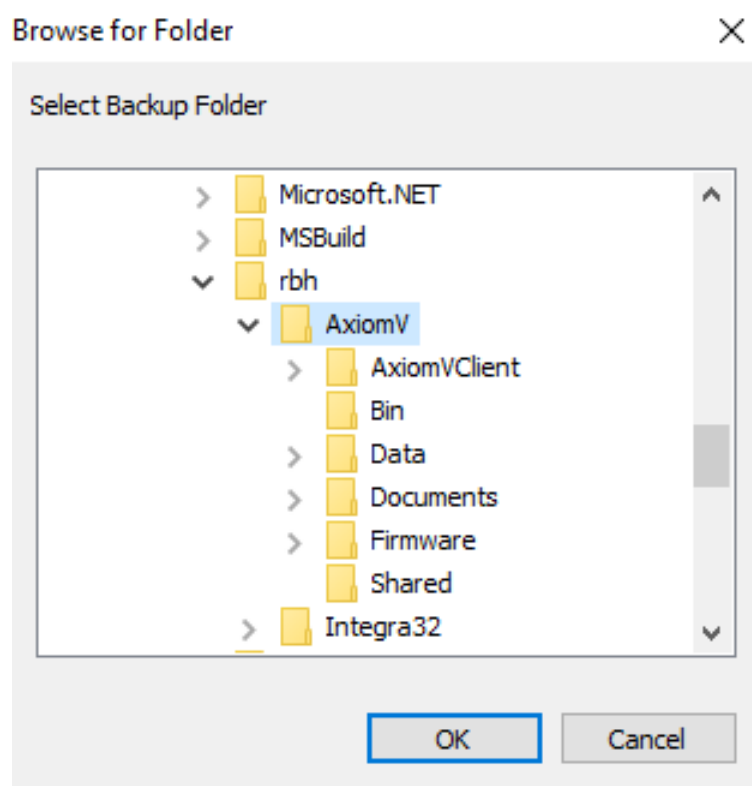 Browse for Folder
Select Backup Folder
Microsoft.NET
MSBuild
rbh
AxiomV
AxiomVClient
Bin
Data
Documents
Firmware
Shared
Integra32
OK Cancel